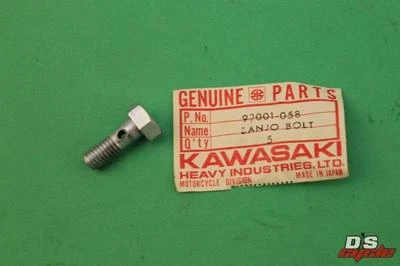 GENUINE PARTS
P. No. 92001-058
Name BANJO BOLT
Q'ty 5
KAWASAKI
HEAVY INDUSTRIES, LTD.
MOTORCYCLE DIVISION MADE IN JAPAN
D'S
cycle